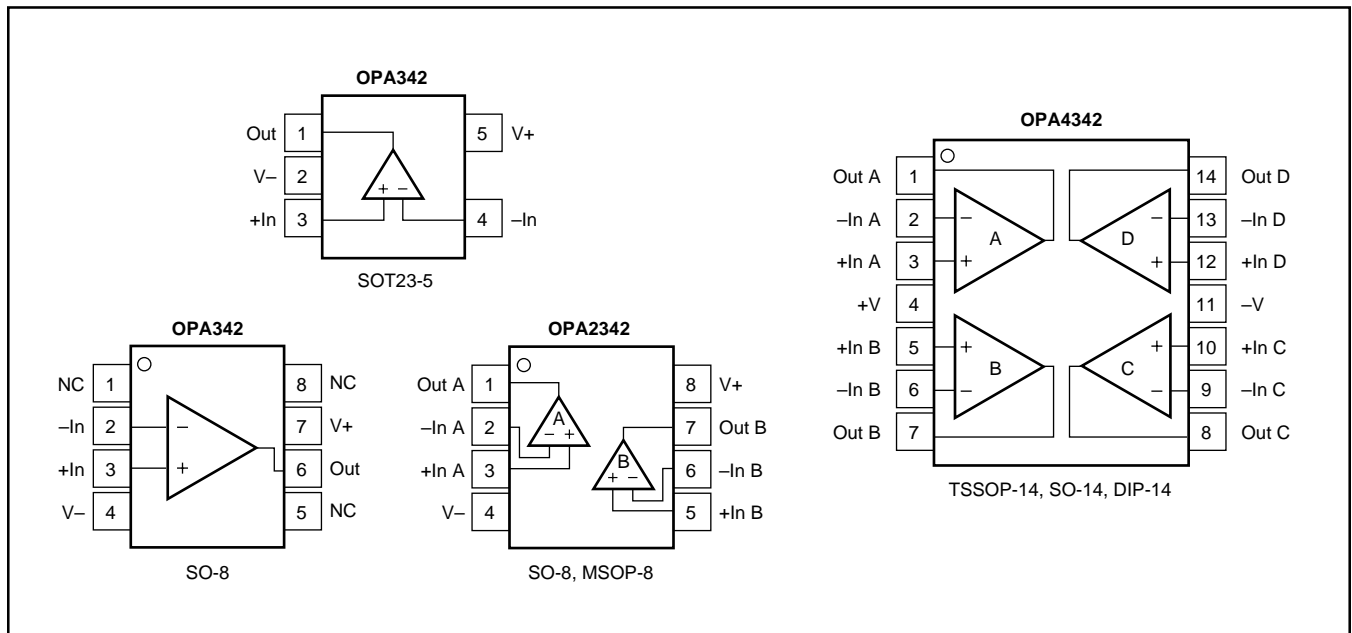 OPA342
Out 1
5 V+
V– 2
+ –
+In 3
4 –In
SOT23-5
OPA342
NC 1
8 NC
–In 2
–
7 V+
+In 3
+
6 Out
V– 4
5 NC
SO-8
OPA2342
Out A 1
8 V+
A
–In A 2
– +
7 Out B
B
+In A 3
+ –
6 –In B
V– 4
5 +In B
SO-8, MSOP-8
OPA4342
Out A 1
14 Out D
–In A 2
–
–
13 –In D
A
D
+In A 3
+
+
12 +In D
+V 4
11 –V
+In B 5
+
+
10 +In C
B
C
–In B 6
–
–
9 –In C
Out B 7
8 Out C
TSSOP-14, SO-14, DIP-14